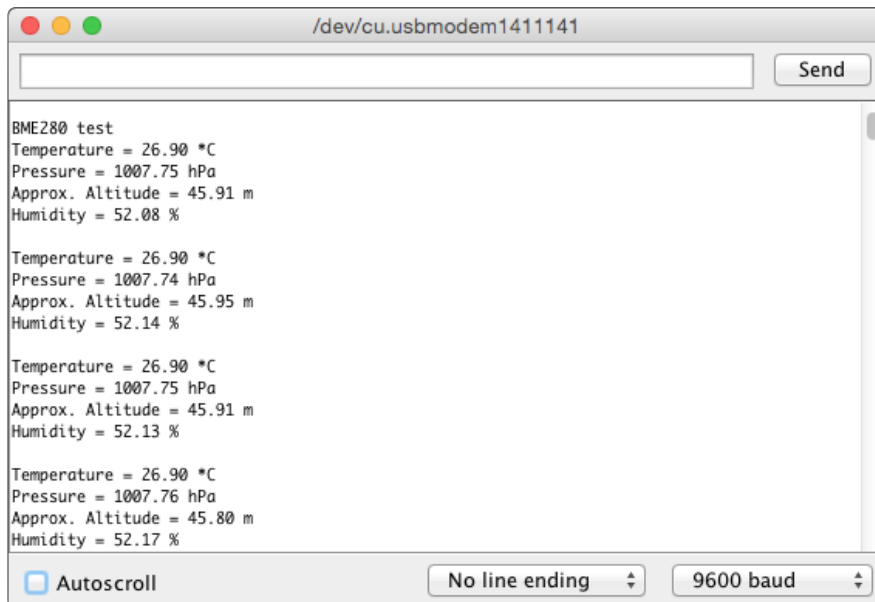 /dev/cu.usbmodem1411141
Send
BME280 test
Temperature = 26.90 *C
Pressure = 1007.75 hPa
Approx. Altitude = 45.91 m
Humidity = 52.08 %
Temperature = 26.90 *C
Pressure = 1007.74 hPa
Approx. Altitude = 45.95 m
Humidity = 52.14 %
Temperature = 26.90 *C
Pressure = 1007.75 hPa
Approx. Altitude = 45.91 m
Humidity = 52.13 %
Temperature = 26.90 *C
Pressure = 1007.76 hPa
Approx. Altitude = 45.80 m
Humidity = 52.17 %
Autoscroll No line ending 9600 baud